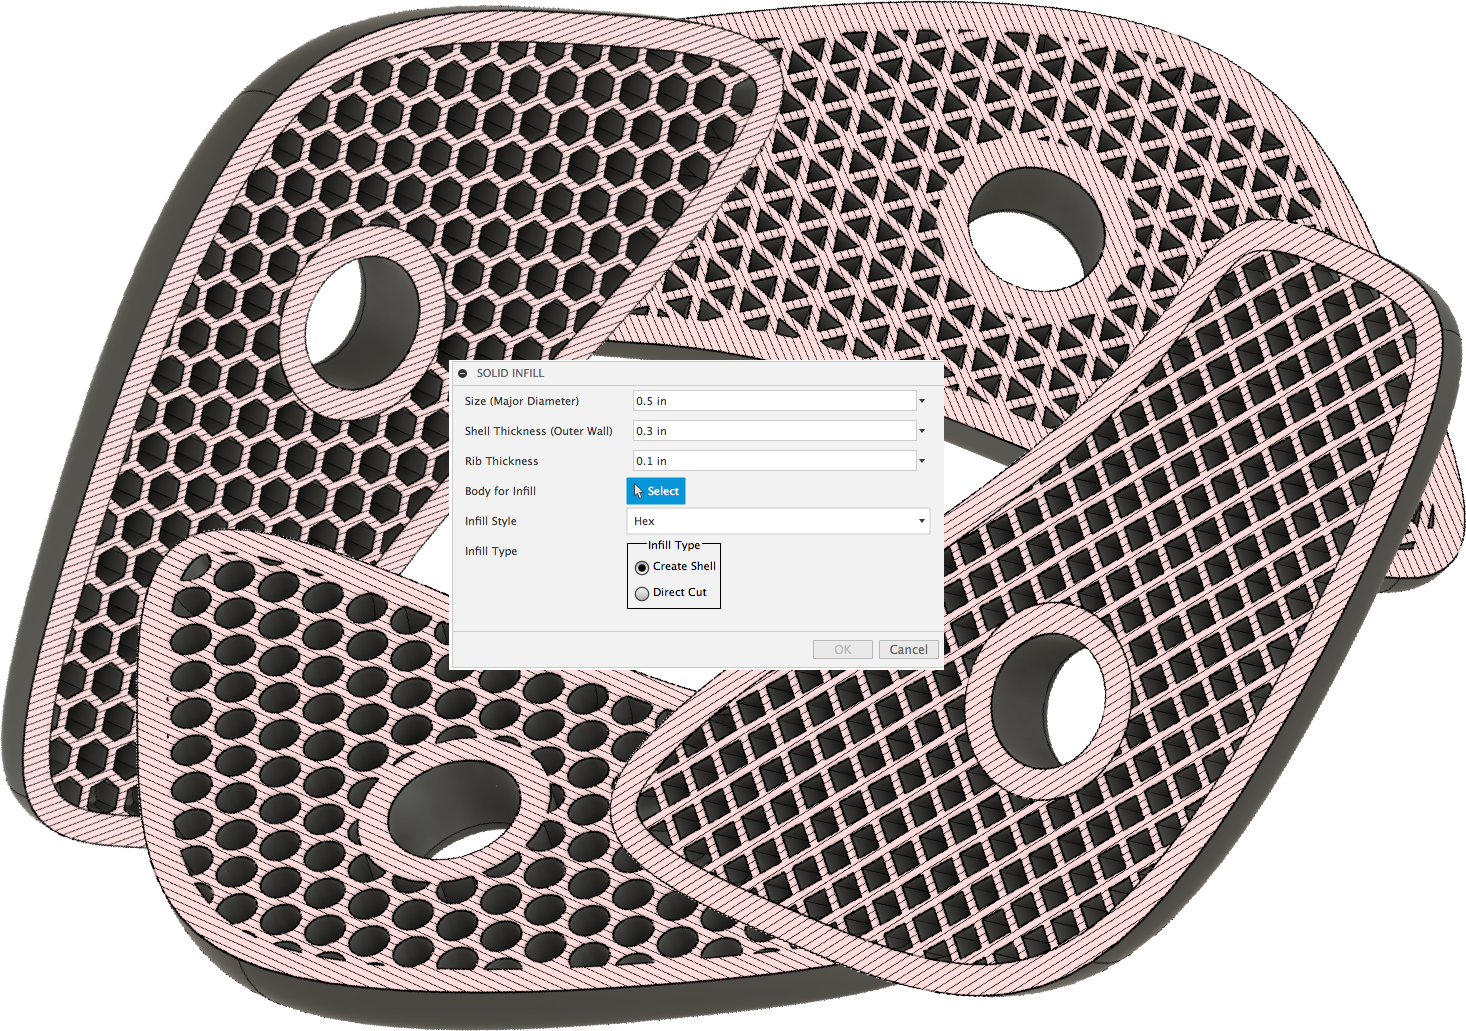 SOLID INFILL
Size (Major Diameter) 0.5 in
Shell Thickness (Outer Wall) 0.3 in
Rib Thickness 0.1 in
Body for Infill Select
Infill Style Hex
Infill Type Infill Type
Create Shell
Direct Cut
OK Cancel